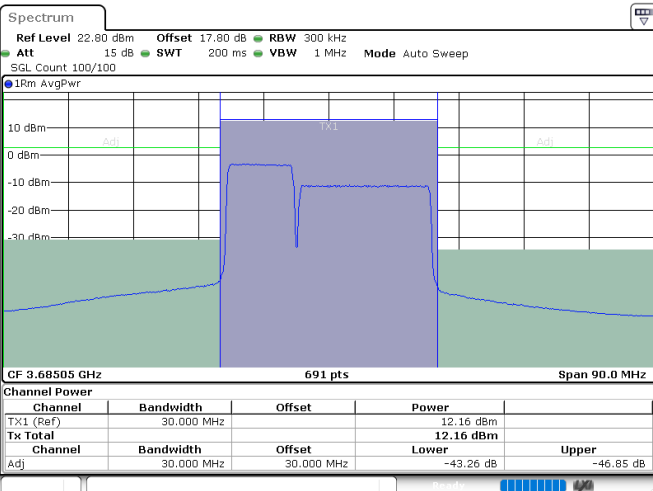 Spectrum
Ref Level 22.80 dBm Offset 17.80 dB RBW 300 kHz
Att 15 dB SWT 200 ms VBW 1 MHz Mode Auto Sweep
SGL Count 100/100
1Rm AvgPwr
TX1
10 dBm
Adj Adj
0 dBm
-10 dBm
-20 dBm
-30 dBm
CF 3.68505 GHz 691 pts Span 90.0 MHz
Channel Power
Channel Bandwidth Offset Power
TX1 (Ref) 30.000 MHz 12.16 dBm
Tx Total 12.16 dBm
Channel Bandwidth Offset Lower Upper
Adj 30.000 MHz 30.000 MHz -43.26 dB -46.85 dB
Ready